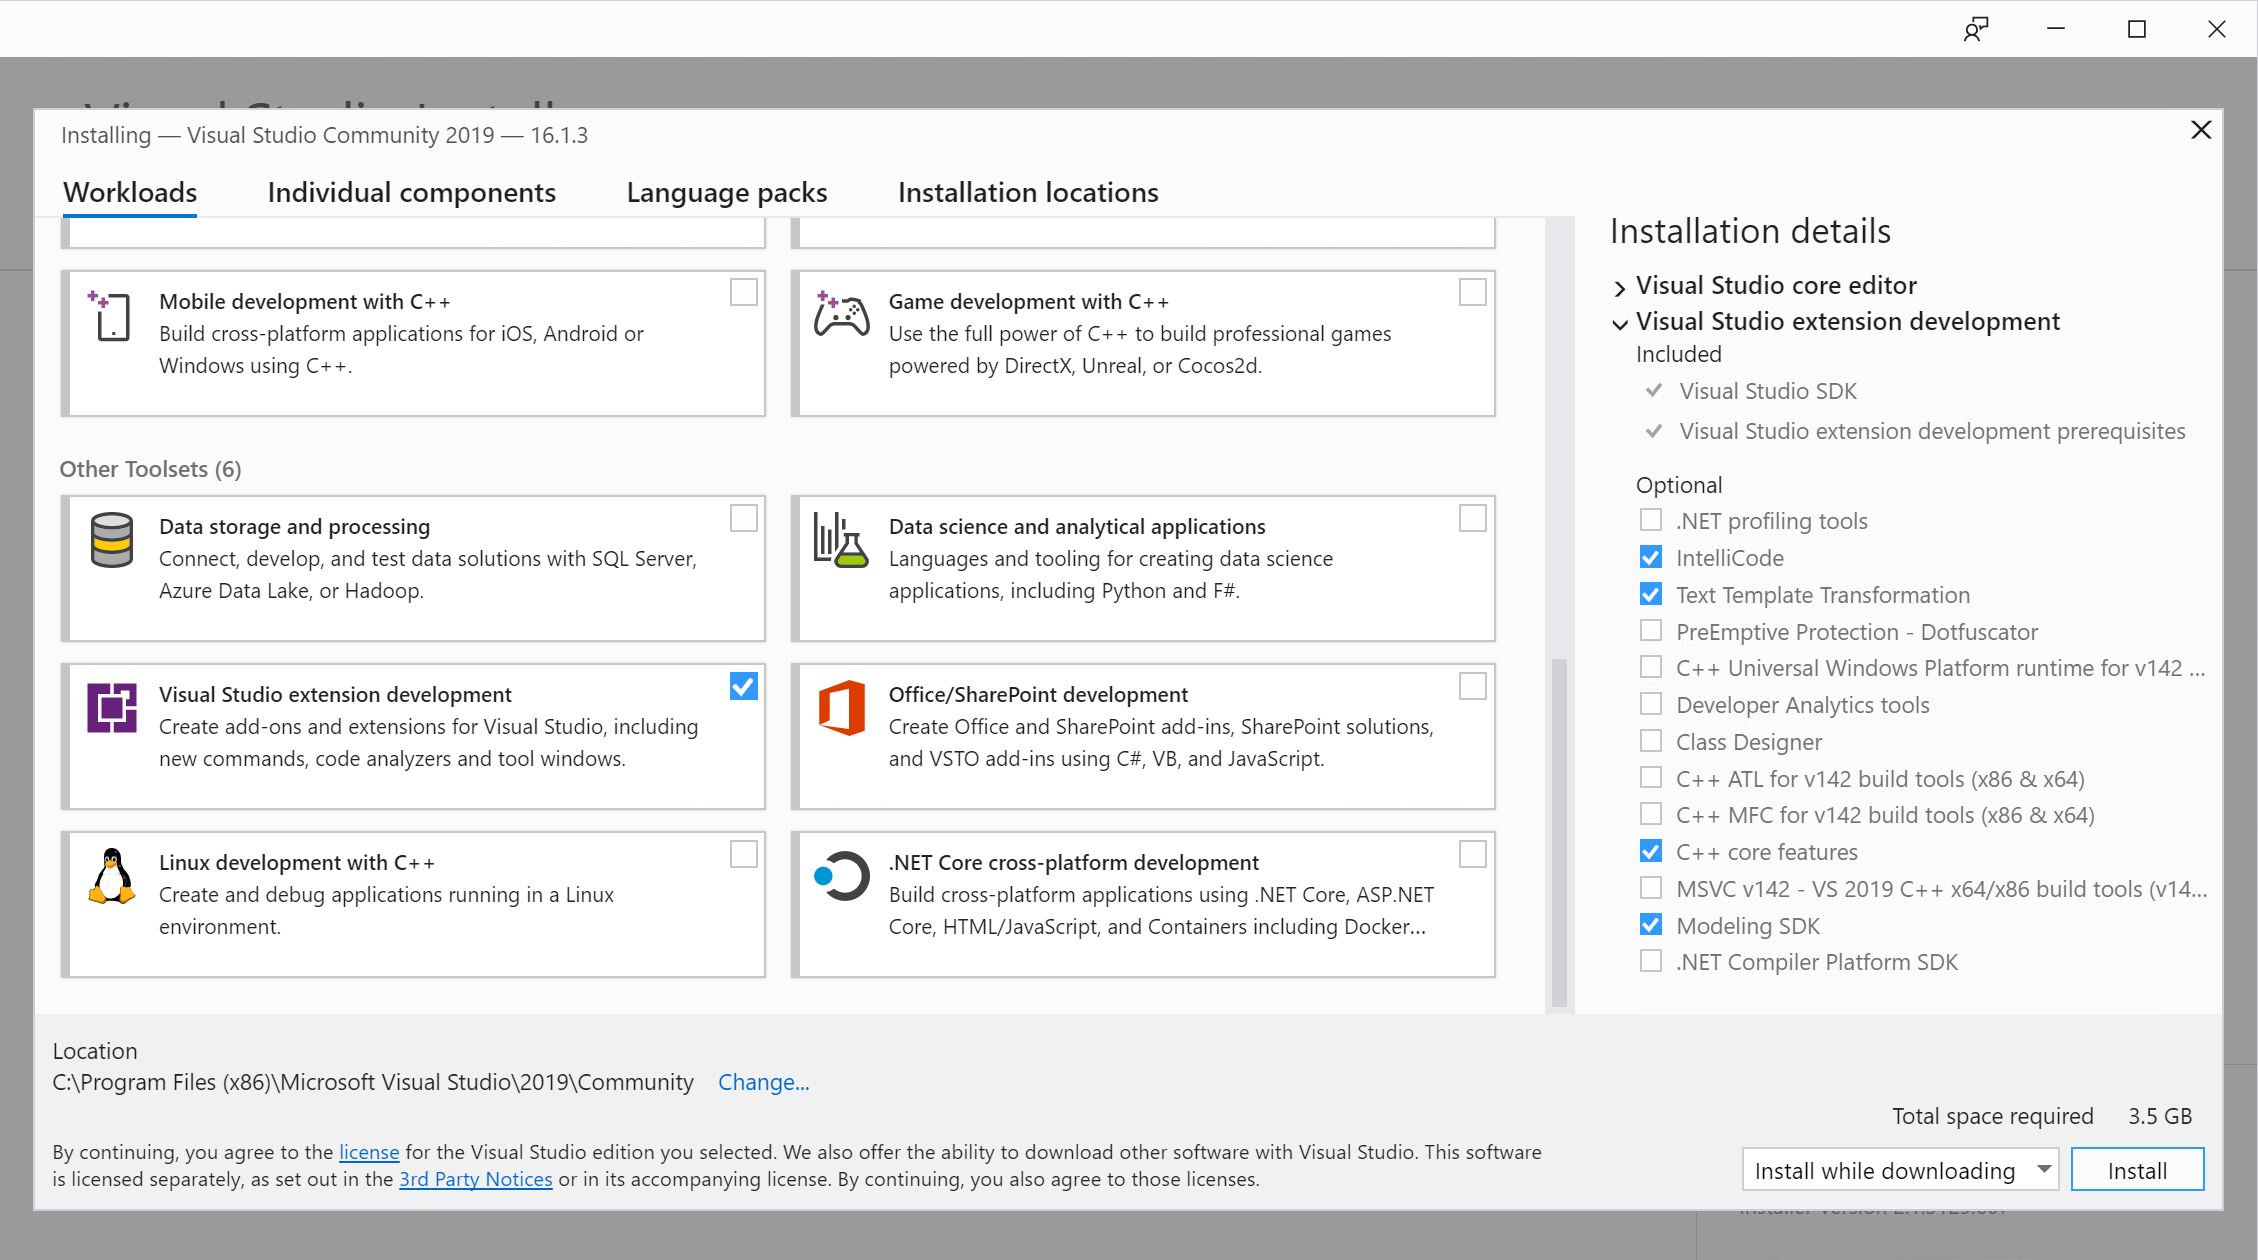 Visual Studio Install
Installing — Visual Studio Community 2019 — 16.1.3
Workloads
Individual components
Language packs
Installation locations
Mobile development with C++
Build cross-platform applications for iOS, Android or
Windows using C++.
Game development with C++
Use the full power of C++ to build professional games
powered by DirectX, Unreal, or Cocos2d.
Other Toolsets (6)
Data storage and processing
Connect, develop, and test data solutions with SQL Server,
Azure Data Lake, or Hadoop.
Data science and analytical applications
Languages and tooling for creating data science
applications, including Python and F#.
Visual Studio extension development
Create add-ons and extensions for Visual Studio, including
new commands, code analyzers and tool windows.
Office/SharePoint development
Create Office and SharePoint add-ins, SharePoint solutions,
and VSTO add-ins using C#, VB, and JavaScript.
Linux development with C++
Create and debug applications running in a Linux
environment.
.NET Core cross-platform development
Build cross-platform applications using .NET Core, ASP.NET
Core, HTML/JavaScript, and Containers including Docker...
Installation details
Visual Studio core editor
Visual Studio extension development
Included
Visual Studio SDK
Visual Studio extension development prerequisites
Optional
.NET profiling tools
IntelliCode
Text Template Transformation
PreEmptive Protection - Dotfuscator
C++ Universal Windows Platform runtime for v142 ...
Developer Analytics tools
Class Designer
C++ ATL for v142 build tools (x86 & x64)
C++ MFC for v142 build tools (x86 & x64)
C++ core features
MSVC v142 - VS 2019 C++ x64/x86 build tools (v14...
Modeling SDK
.NET Compiler Platform SDK
Location
C:\Program Files (x86)\Microsoft Visual Studio\2019\Community Change...
Total space required 3.5 GB
By continuing, you agree to the license for the Visual Studio edition you selected. We also offer the ability to download other software with Visual Studio. This software
is licensed separately, as set out in the 3rd Party Notices or in its accompanying license. By continuing, you also agree to those licenses.
Install while downloading
Install